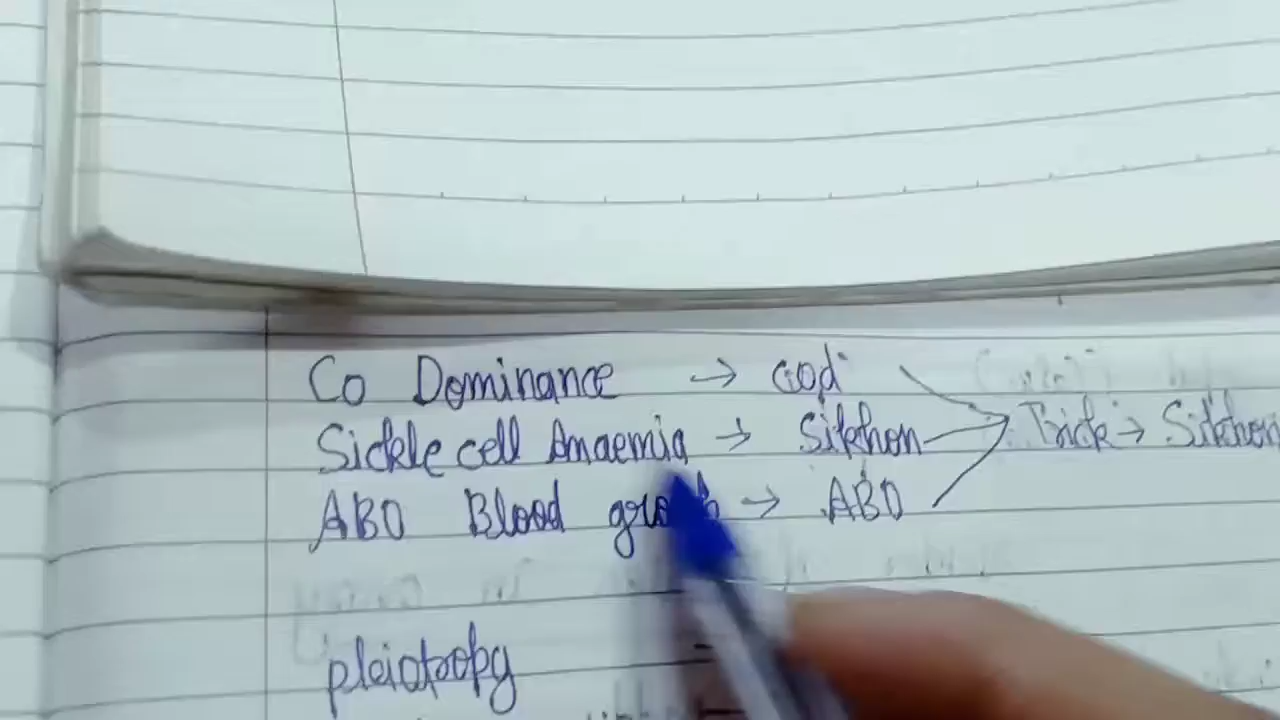 Co Dominance → God
Sickle cell Anaemia → Sikhon Trick → Sikhon
ABO Blood → ABO
pleiotropy